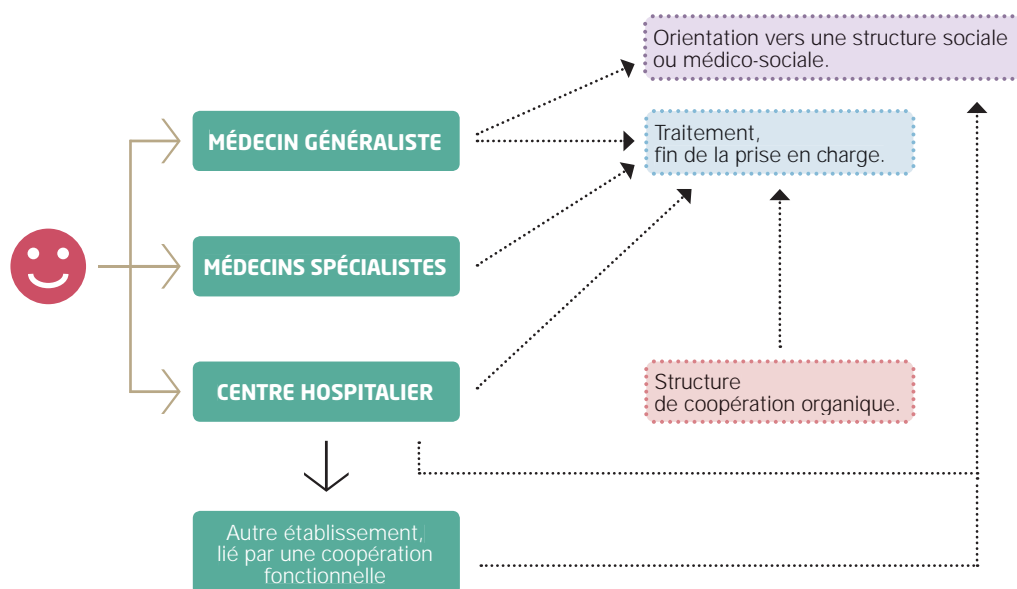 Orientation vers une structure sociale
ou médico-sociale.
MÉDECIN GÉNÉRALISTE
Traitement,
fin de la prise en charge.
MÉDECINS SPÉCIALISTES
CENTRE HOSPITALIER
Structure
de coopération organique.
Autre établissement,
lié par une coopération
fonctionnelle